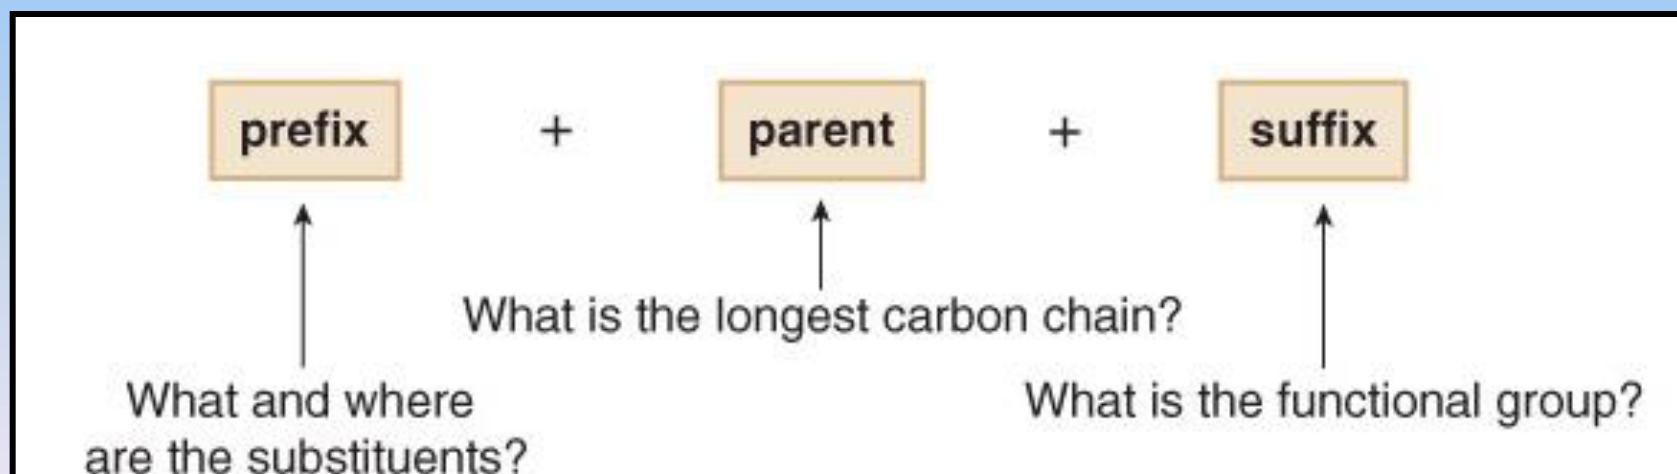 prefix + parent + suffix
What is the longest carbon chain?
What and where
are the substituents?
What is the functional group?